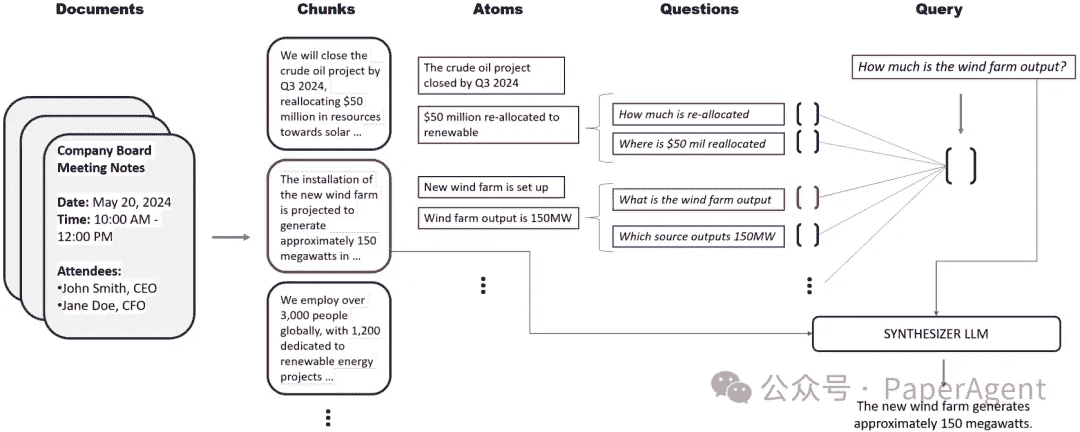 Documents
Chunks
Atoms
Questions
Query
Company Board
Meeting Notes
Date: May 20, 2024
Time: 10:00 AM -
12:00 PM
Attendees:
•John Smith, CEO
•Jane Doe, CFO
We will close the
crude oil project by
Q3 2024,
reallocating $50
million in resources
towards solar ...
The installation of
the new wind farm
is projected to
generate
approximately 150
megawatts in ...
We employ over
3,000 people
globally, with 1,200
dedicated to
renewable energy
projects ...
The crude oil project
closed by Q3 2024
$50 million re-allocated to
renewable
New wind farm is set up
Wind farm output is 150MW
How much is re-allocated
Where is $50 mil reallocated
What is the wind farm output
Which source outputs 150MW
How much is the wind farm output?
SYNTHESIZER LLM
公众号 · PaperAgent
The new wind farm generates
approximately 150 megawatts.